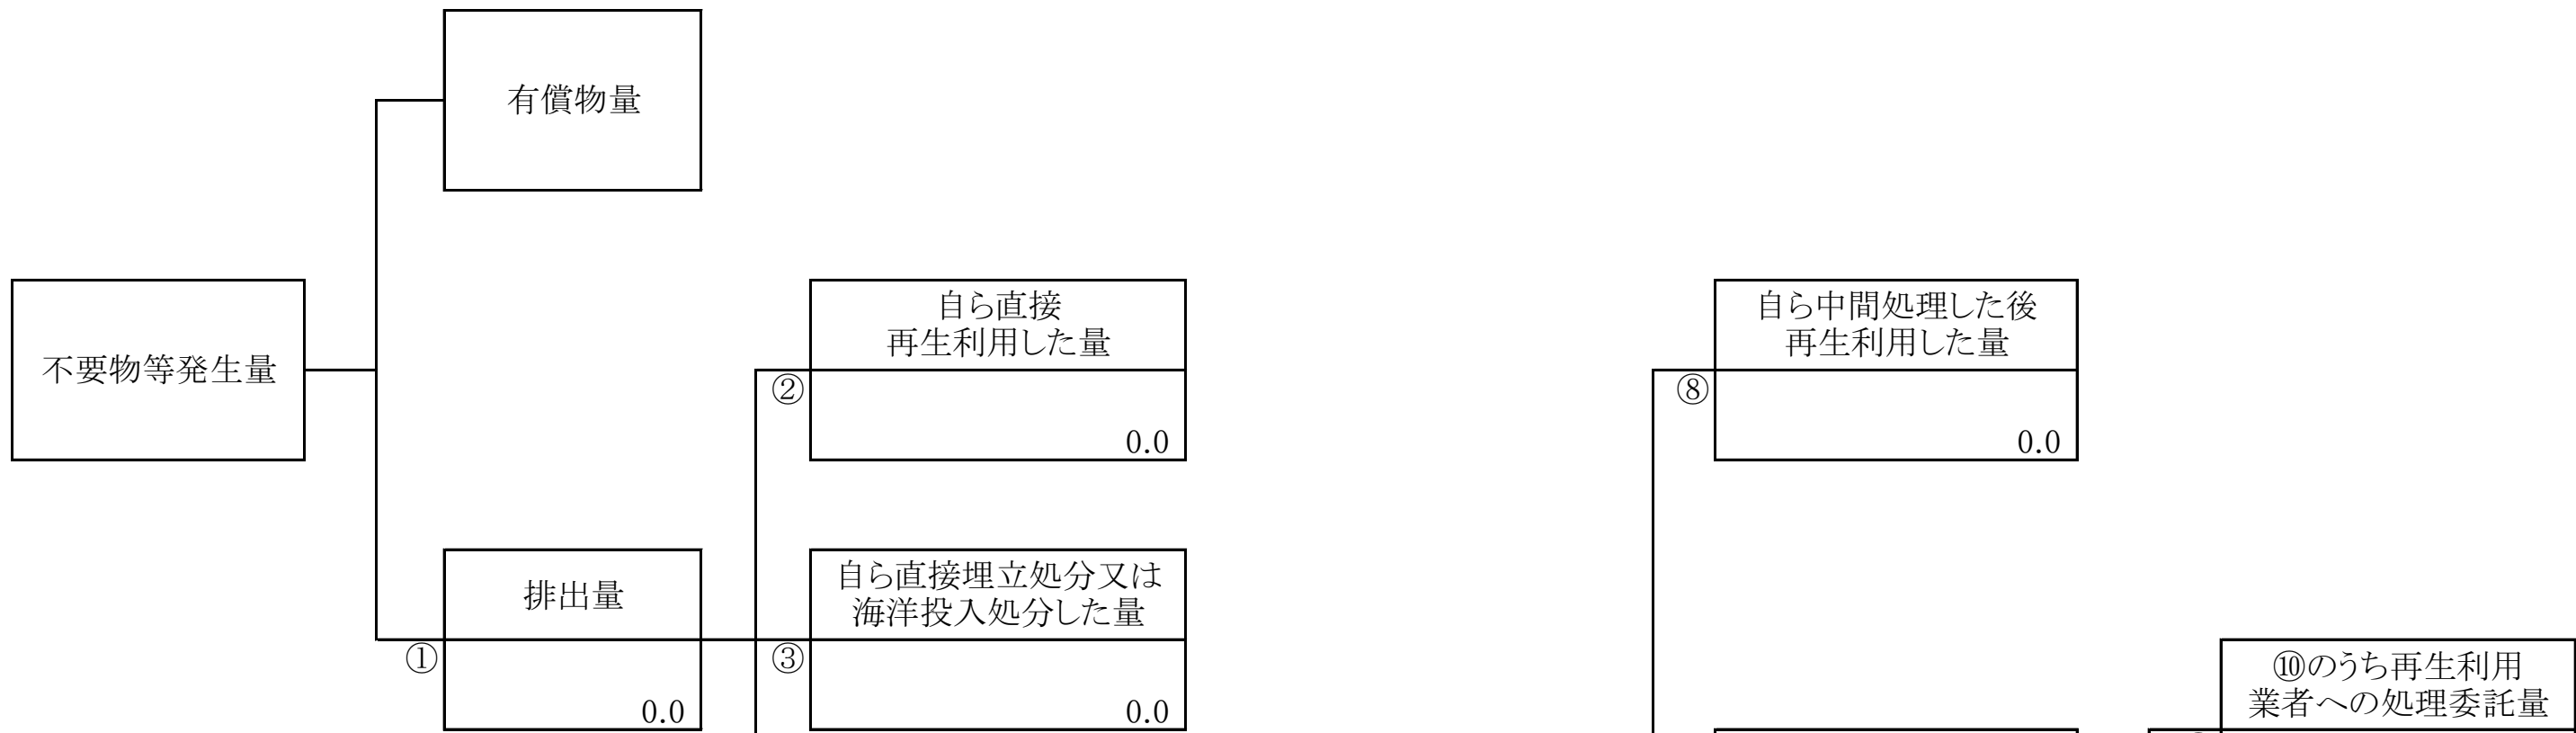 有償物量
不要物等発生量
自ら直接
再生利用した量
②
0.0
自ら中間処理した後
再生利用した量
⑧
0.0
排出量
①
0.0
自ら直接埋立処分又は
海洋投入処分した量
③
0.0
⑩のうち再生利用
業者への処理委託量